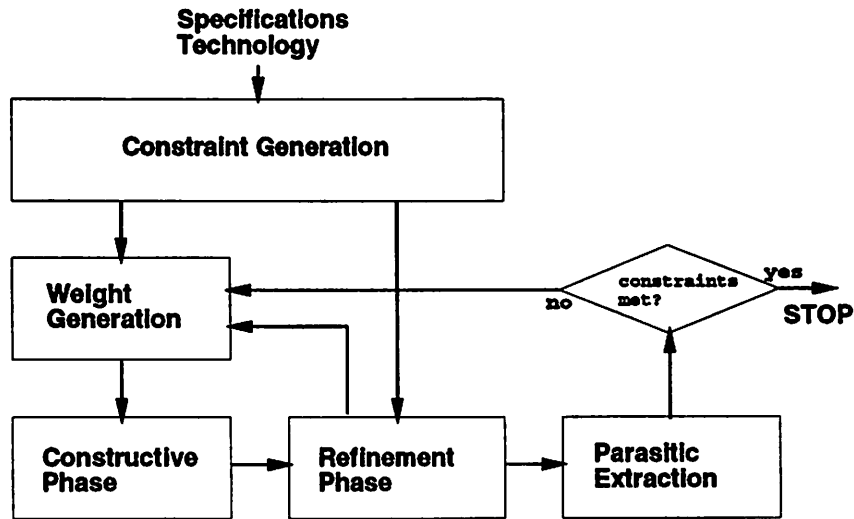 Specifications
Technology
Constraint Generation
Weight
Generation
constraints
met?
yes
no
STOP
Constructive
Phase
Refinement
Phase
Parasitic
Extraction